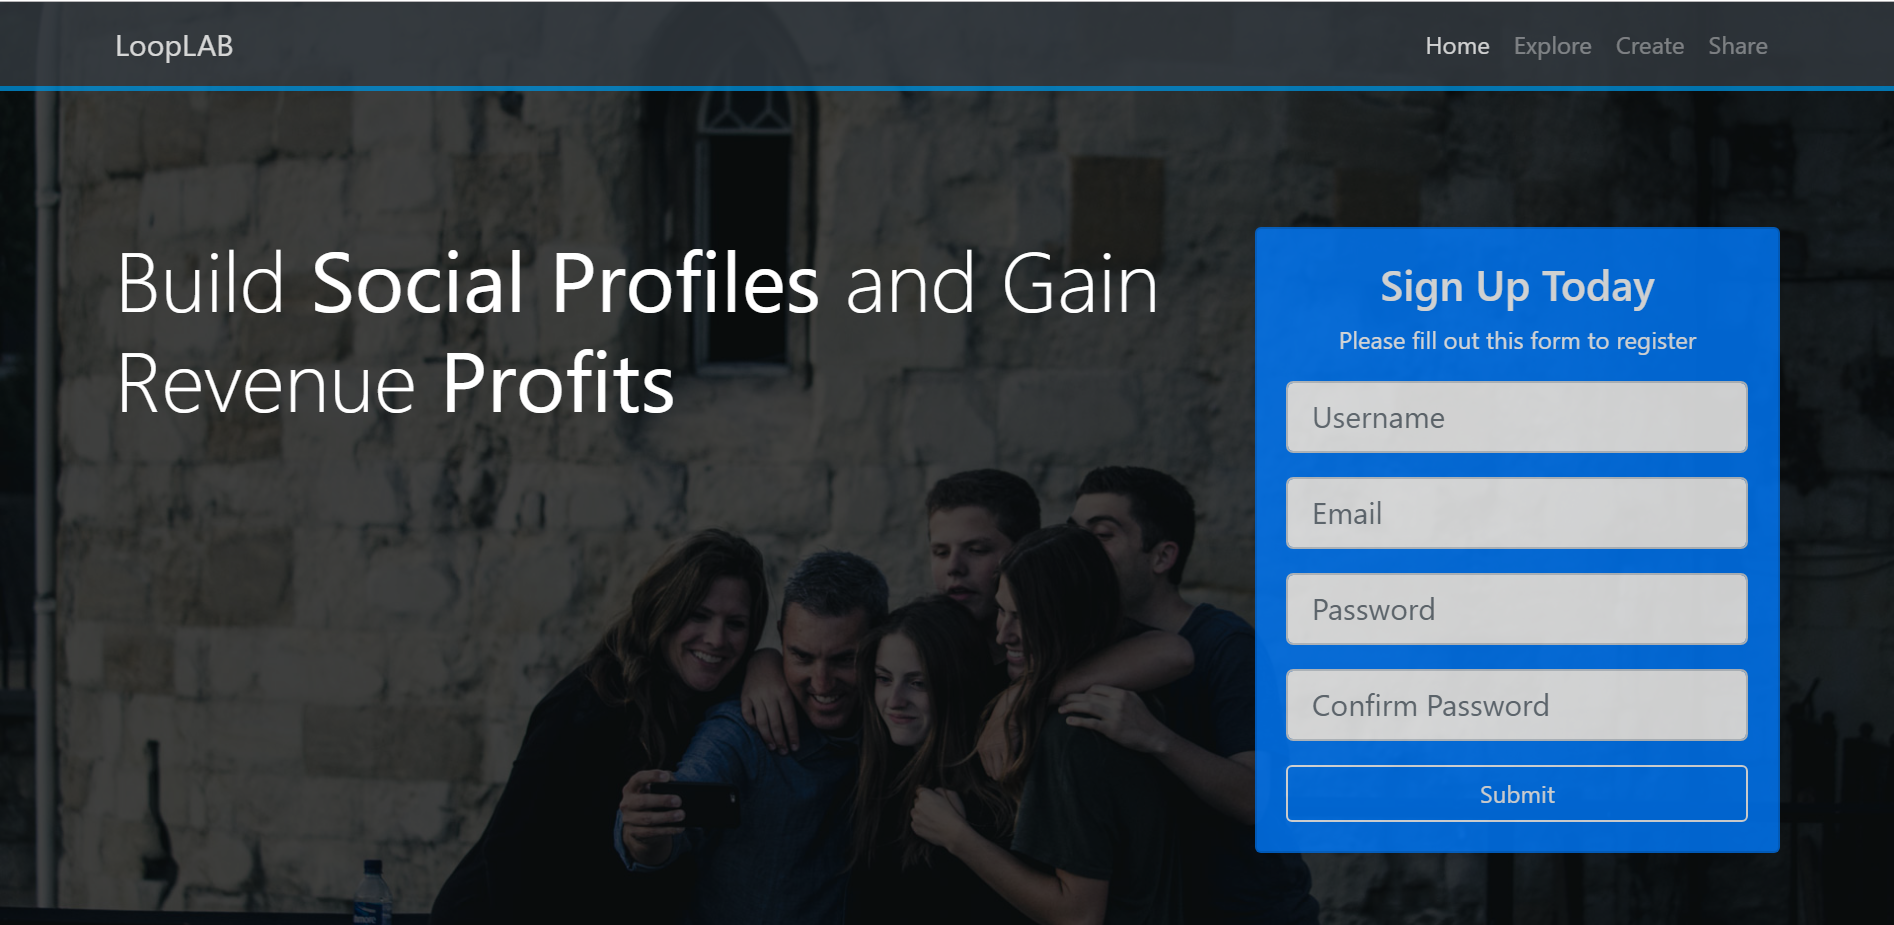 LoopLAB
Home Explore Create Share
Build Social Profiles and Gain
Revenue Profits
Sign Up Today
Please fill out this form to register
Username
Email
Password
Confirm Password
Submit